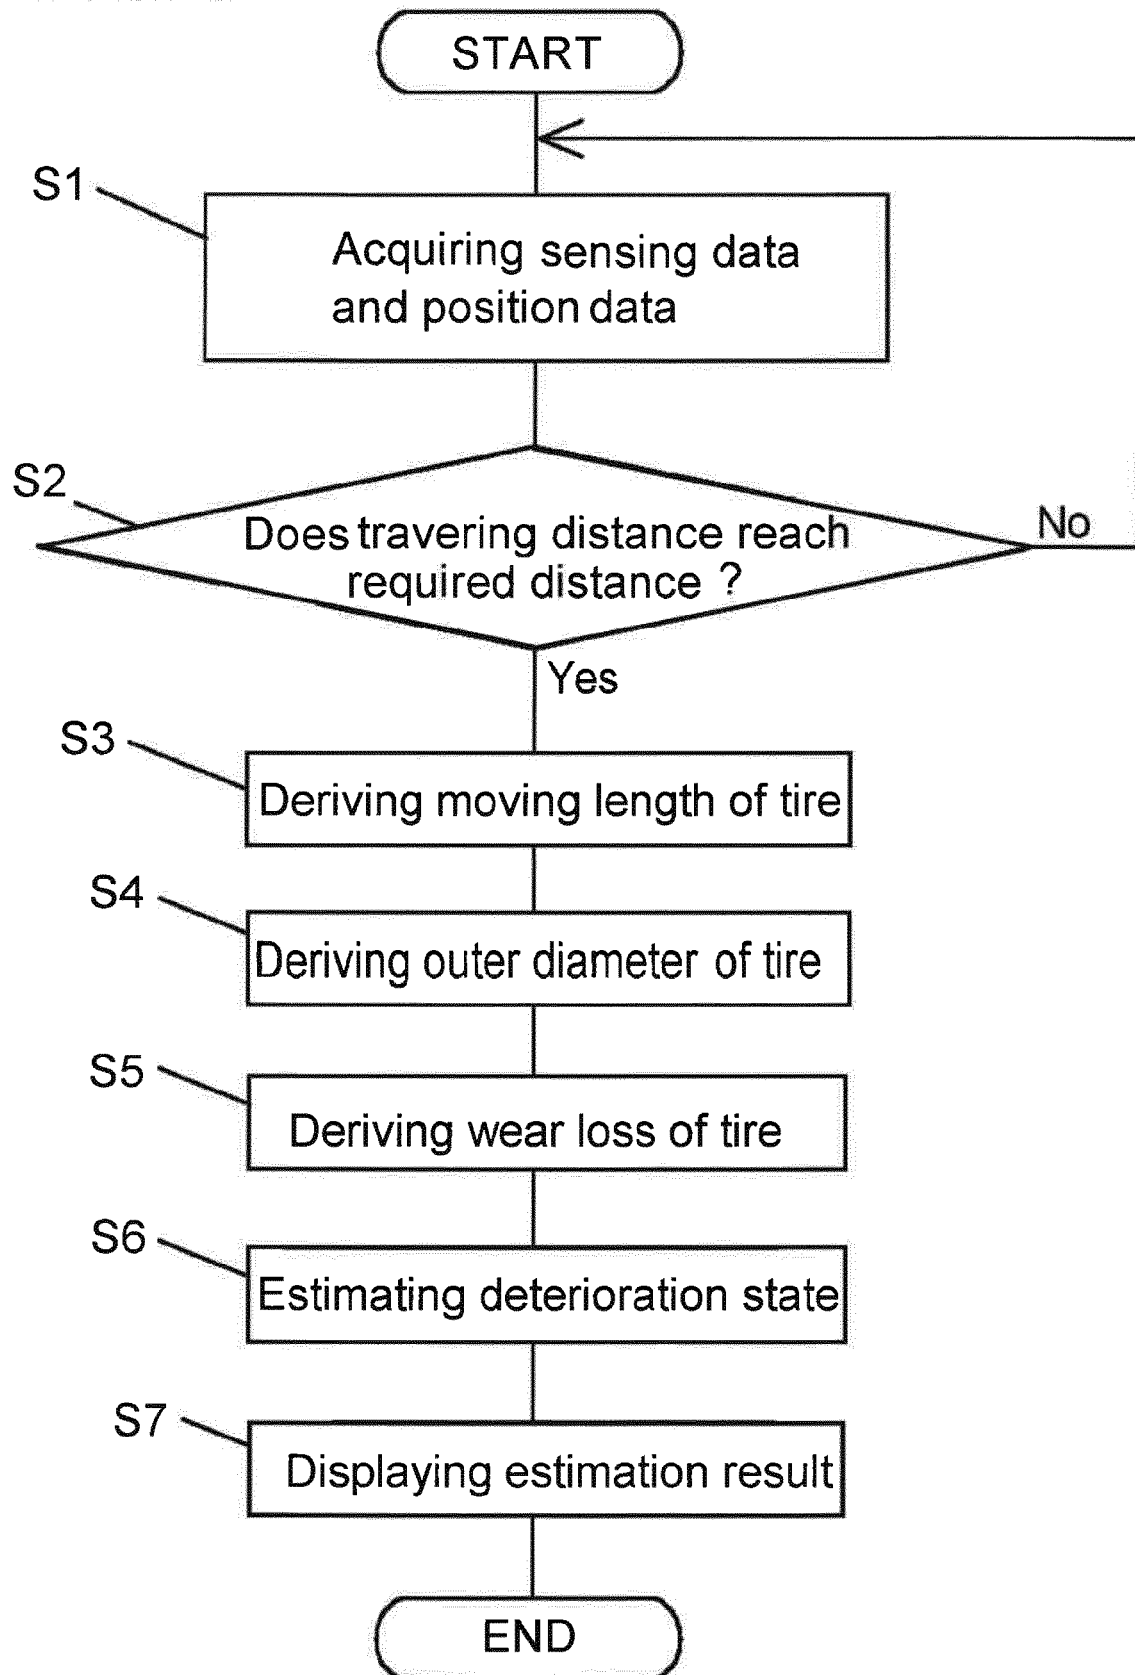 START
S1
Acquiring sensing data
and position data
S2
Does travering distance reach
required distance ?
No
Yes
S3
Deriving moving length of tire
S4
Deriving outer diameter of tire
S5
Deriving wear loss of tire
S6
Estimating deterioration state
S7
Displaying estimation result
END